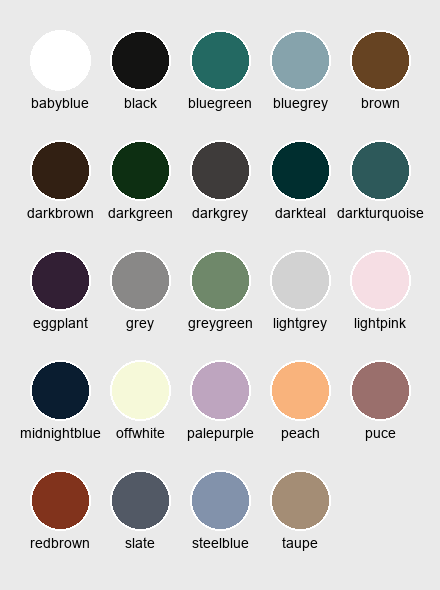 babyblue black bluegreen bluegrey brown
darkbrown darkgreen darkgrey darkteal darkturquoise
eggplant grey greygreen lightgrey lightpink
midnightblue offwhite palepurple peach puce
redbrown slate steelblue taupe